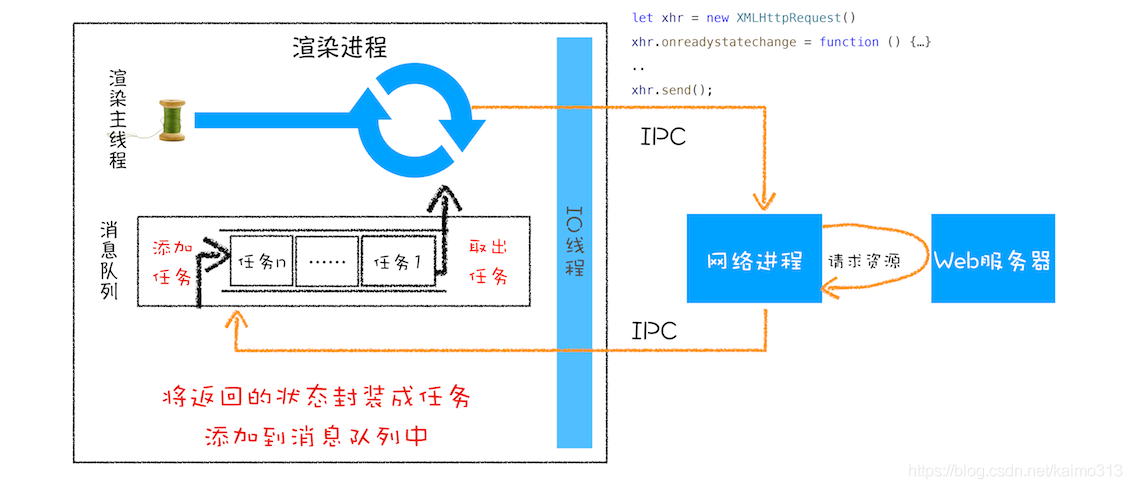 let xhr = new XMLHttpRequest()
xhr.onreadystatechange = function () {…}
..
xhr.send();
渲染进程
渲染主线程
IPC
IO线程
消息队列
添加
任务
任务n
……
任务1
取出
任务
网络进程
请求资源
Web服务器
IPC
将返回的状态封装成任务
添加到消息队列中
https://blog.csdn.net/kaimo313